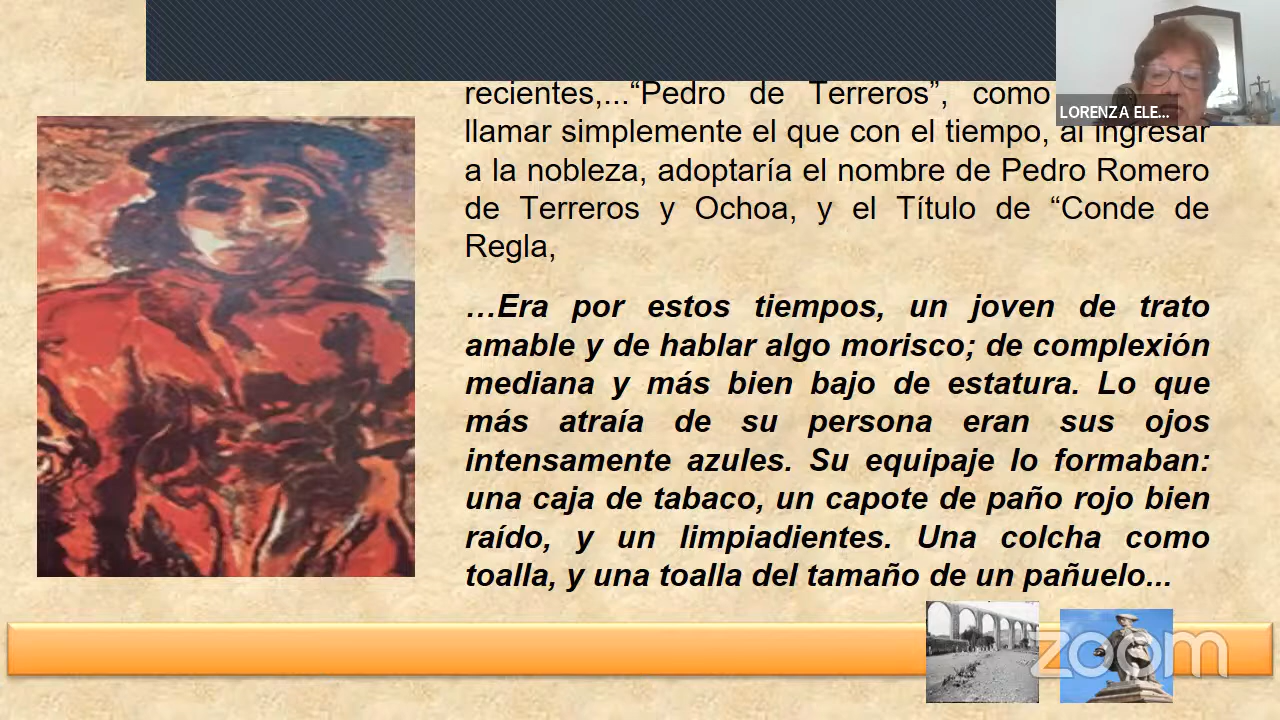 recientes,...“Pedro de Terreros”, como
LORENZA ELE...
llamar simplemente el que con el tiempo, al ingresar
a la nobleza, adoptaría el nombre de Pedro Romero
de Terreros y Ochoa, y el Título de “Conde de
Regla,
…Era por estos tiempos, un joven de trato
amable y de hablar algo morisco; de complexión
mediana y más bien bajo de estatura. Lo que
más atraía de su persona eran sus ojos
intensamente azules. Su equipaje lo formaban:
una caja de tabaco, un capote de paño rojo bien
raído, y un limpiadientes. Una colcha como
toalla, y una toalla del tamaño de un pañuelo...
zoom